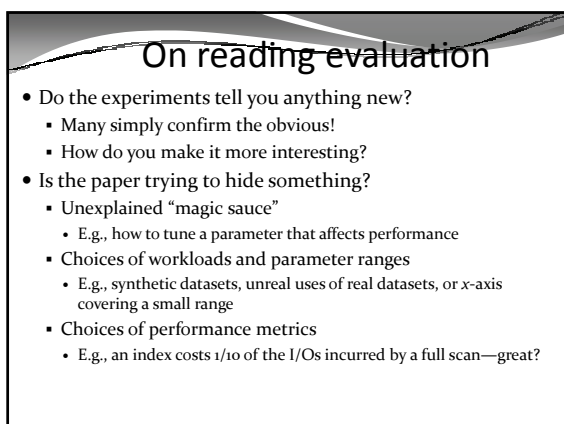 On reading evaluation
• Do the experiments tell you anything new?
▪ Many simply confirm the obvious!
▪ How do you make it more interesting?
• Is the paper trying to hide something?
▪ Unexplained “magic sauce”
• E.g., how to tune a parameter that affects performance
▪ Choices of workloads and parameter ranges
• E.g., synthetic datasets, unreal uses of real datasets, or x-axis
covering a small range
▪ Choices of performance metrics
• E.g., an index costs 1/10 of the I/Os incurred by a full scan—great?